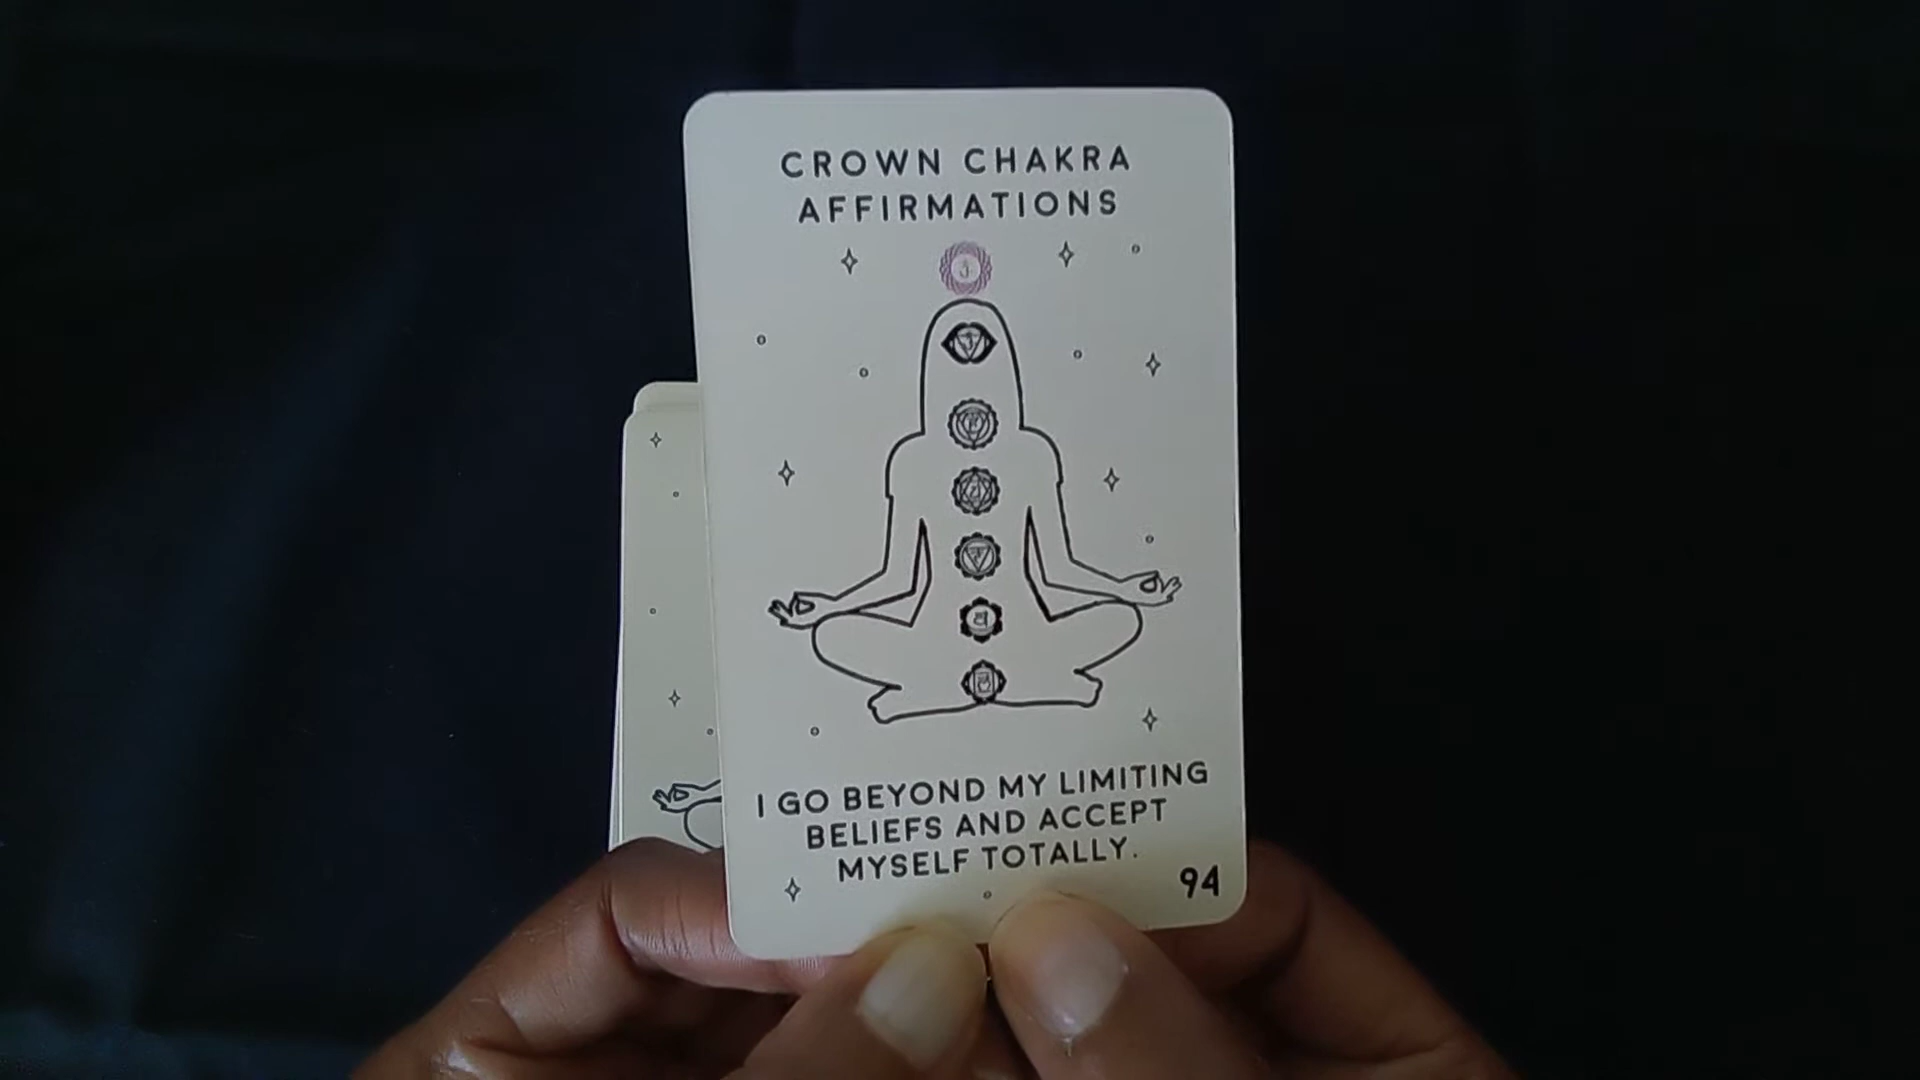 CROWN CHAKRA
AFFIRMATIONS
I GO BEYOND MY LIMITING
BELIEFS AND ACCEPT
MYSELF TOTALLY.
94